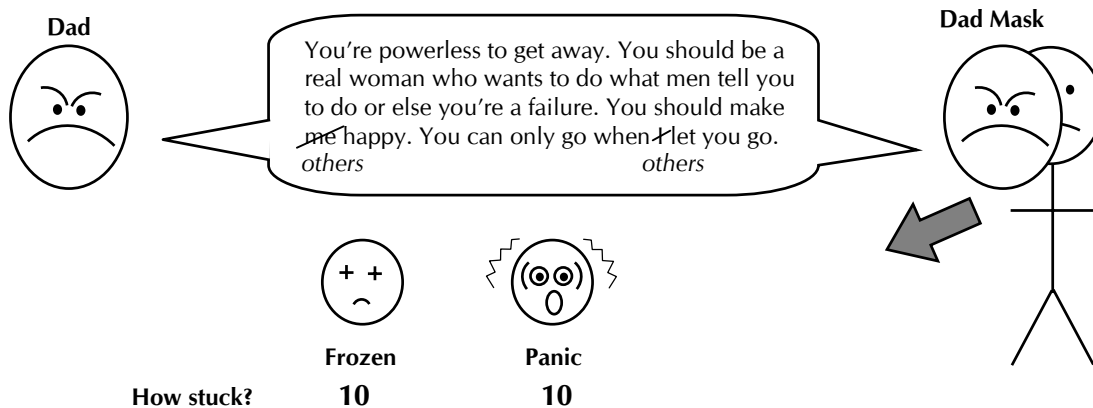 Dad
Dad Mask
You’re powerless to get away. You should be a
real woman who wants to do what men tell you
to do or else you’re a failure. You should make
me happy. You can only go when I let you go.
others others
Frozen Panic
How stuck? 10 10